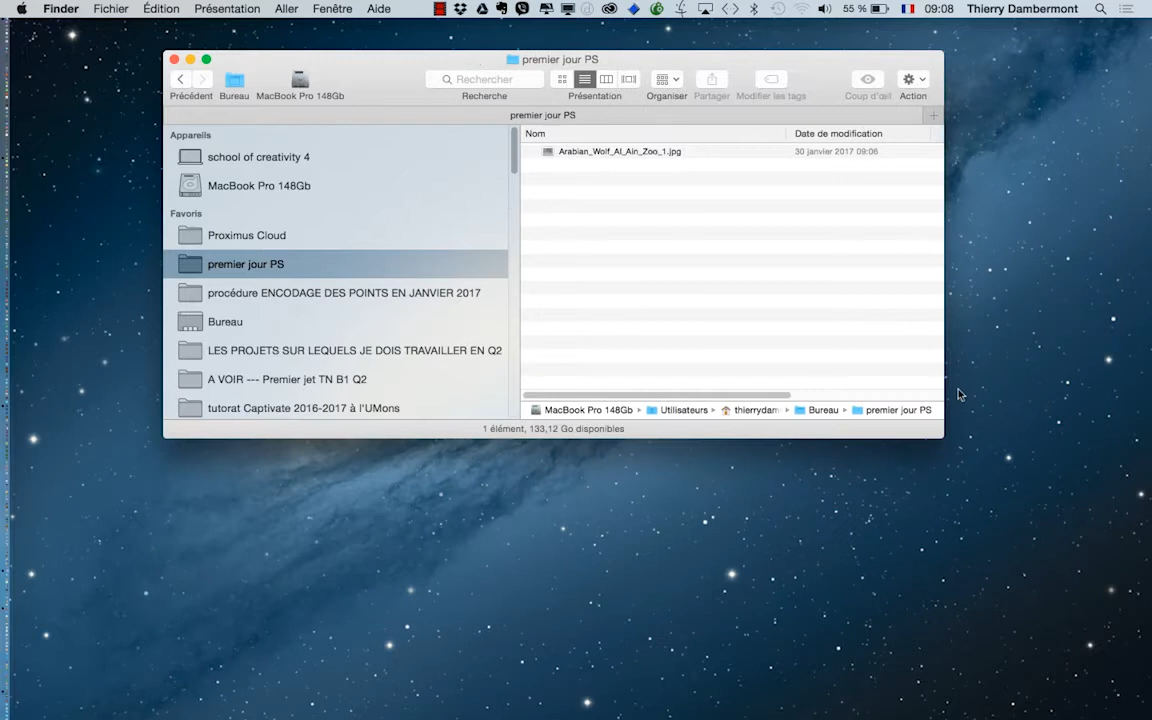 Finder Fichier Édition Présentation Aller Fenêtre Aide 55 % 09:08 Thierry Dambermont
premier jour PS
Rechercher
Précédent Bureau MacBook Pro 148Gb Recherche Présentation Organiser Partager Modifier les tags Coup d'œil Action
premier jour PS
Appareils
school of creativity 4
MacBook Pro 148Gb
Favoris
Proximus Cloud
premier jour PS
procédure ENCODAGE DES POINTS EN JANVIER 2017
Bureau
LES PROJETS SUR LEQUELS JE DOIS TRAVAILLER EN Q2
A VOIR --- Premier jet TN B1 Q2
tutorat Captivate 2016-2017 à l'UMons
Nom Date de modification
Arabian_Wolf_Al_Ain_Zoo_1.jpg 30 janvier 2017 09:06
MacBook Pro 148Gb Utilisateurs thierrydam Bureau premier jour PS
1 élément, 133,12 Go disponibles